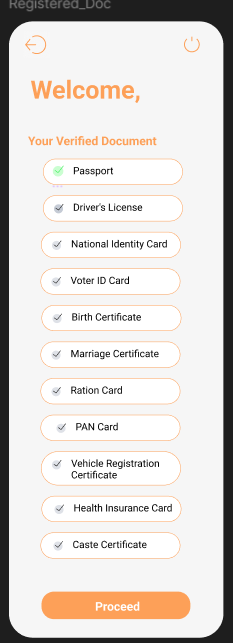 Registered_Doc
Welcome,
Your Verified Document
Passport
Driver's License
National Identity Card
Voter ID Card
Birth Certificate
Marriage Certificate
Ration Card
PAN Card
Vehicle Registration
Certificate
Health Insurance Card
Caste Certificate
Proceed